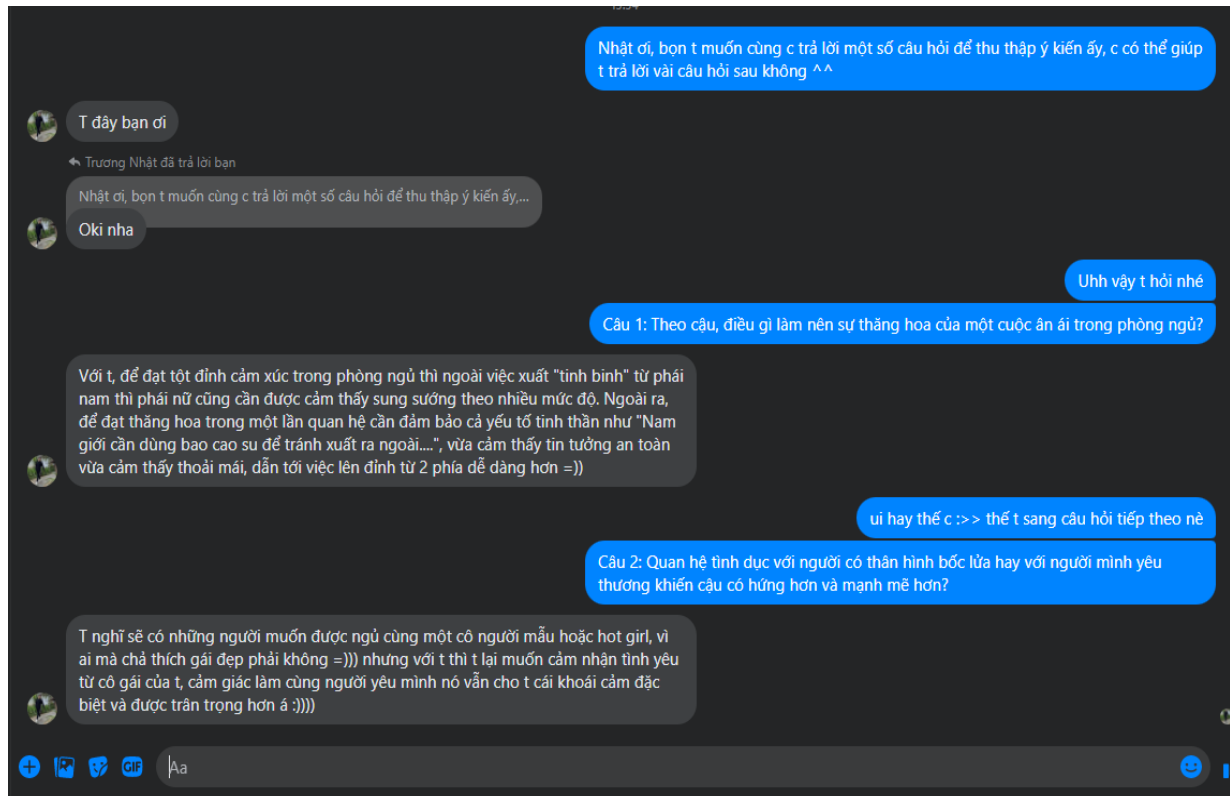 Nhật ơi, bọn t muốn cùng c trả lời một số câu hỏi để thu thập ý kiến ấy, c có thể giúp
t trả lời vài câu hỏi sau không ^^
T đây bạn ơi
Trương Nhật đã trả lời bạn
Nhật ơi, bọn t muốn cùng c trả lời một số câu hỏi để thu thập ý kiến ấy,...
Oki nha
Uhh vậy t hỏi nhé
Câu 1: Theo cậu, điều gì làm nên sự thăng hoa của một cuộc ân ái trong phòng ngủ?
Với t, để đạt tột đỉnh cảm xúc trong phòng ngủ thì ngoài việc xuất "tinh binh" từ phái
nam thì phái nữ cũng cần được cảm thấy sung sướng theo nhiều mức độ. Ngoài ra,
để đạt thăng hoa trong một lần quan hệ cần đảm bảo cả yếu tố tinh thần như "Nam
giới cần dùng bao cao su để tránh xuất ra ngoài....", vừa cảm thấy tin tưởng an toàn
vừa cảm thấy thoải mái, dẫn tới việc lên đỉnh từ 2 phía dễ dàng hơn =))
ui hay thế c :>> thế t sang câu hỏi tiếp theo nè
Câu 2: Quan hệ tình dục với người có thân hình bốc lửa hay với người mình yêu
thương khiến cậu có hứng hơn và mạnh mẽ hơn?
T nghĩ sẽ có những người muốn được ngủ cùng một cô người mẫu hoặc hot girl, vì
ai mà chả thích gái đẹp phải không =))) nhưng với t thì t lại muốn cảm nhận tình yêu
từ cô gái của t, cảm giác làm cùng người yêu mình nó vẫn cho t cái khoái cảm đặc
biệt và được trân trọng hơn á :))))
GIF
Aa